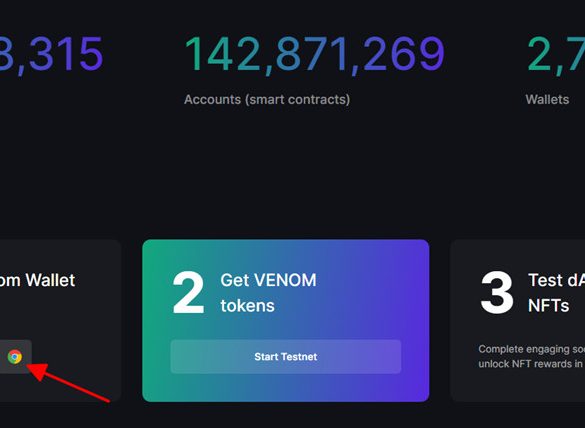 3,315
142,871,269
2,7
Accounts (smart contracts)
Wallets
om Wallet
2
Get VENOM
tokens
Start Testnet
3
Test dA
NFTs
Complete engaging so
unlock NFT rewards in